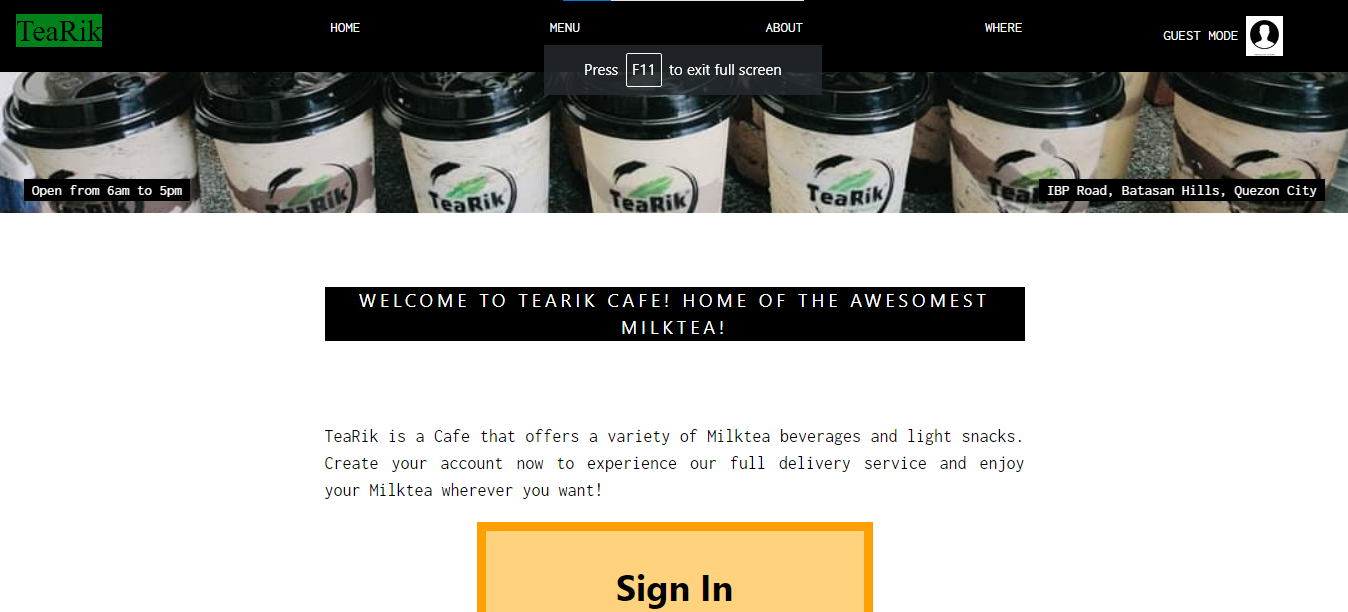 TeaRik
HOME
MENU
ABOUT
WHERE
GUEST MODE
Press F11 to exit full screen
TeaRik
TeaRik
TeaRik
TeaRik
TeaRik
Open from 6am to 5pm
IBP Road, Batasan Hills, Quezon City
WELCOME TO TEARIK CAFE! HOME OF THE AWESOMEST
MILKTEA!
TeaRik is a Cafe that offers a variety of Milktea beverages and light snacks.
Create your account now to experience our full delivery service and enjoy
your Milktea wherever you want!
Sign In